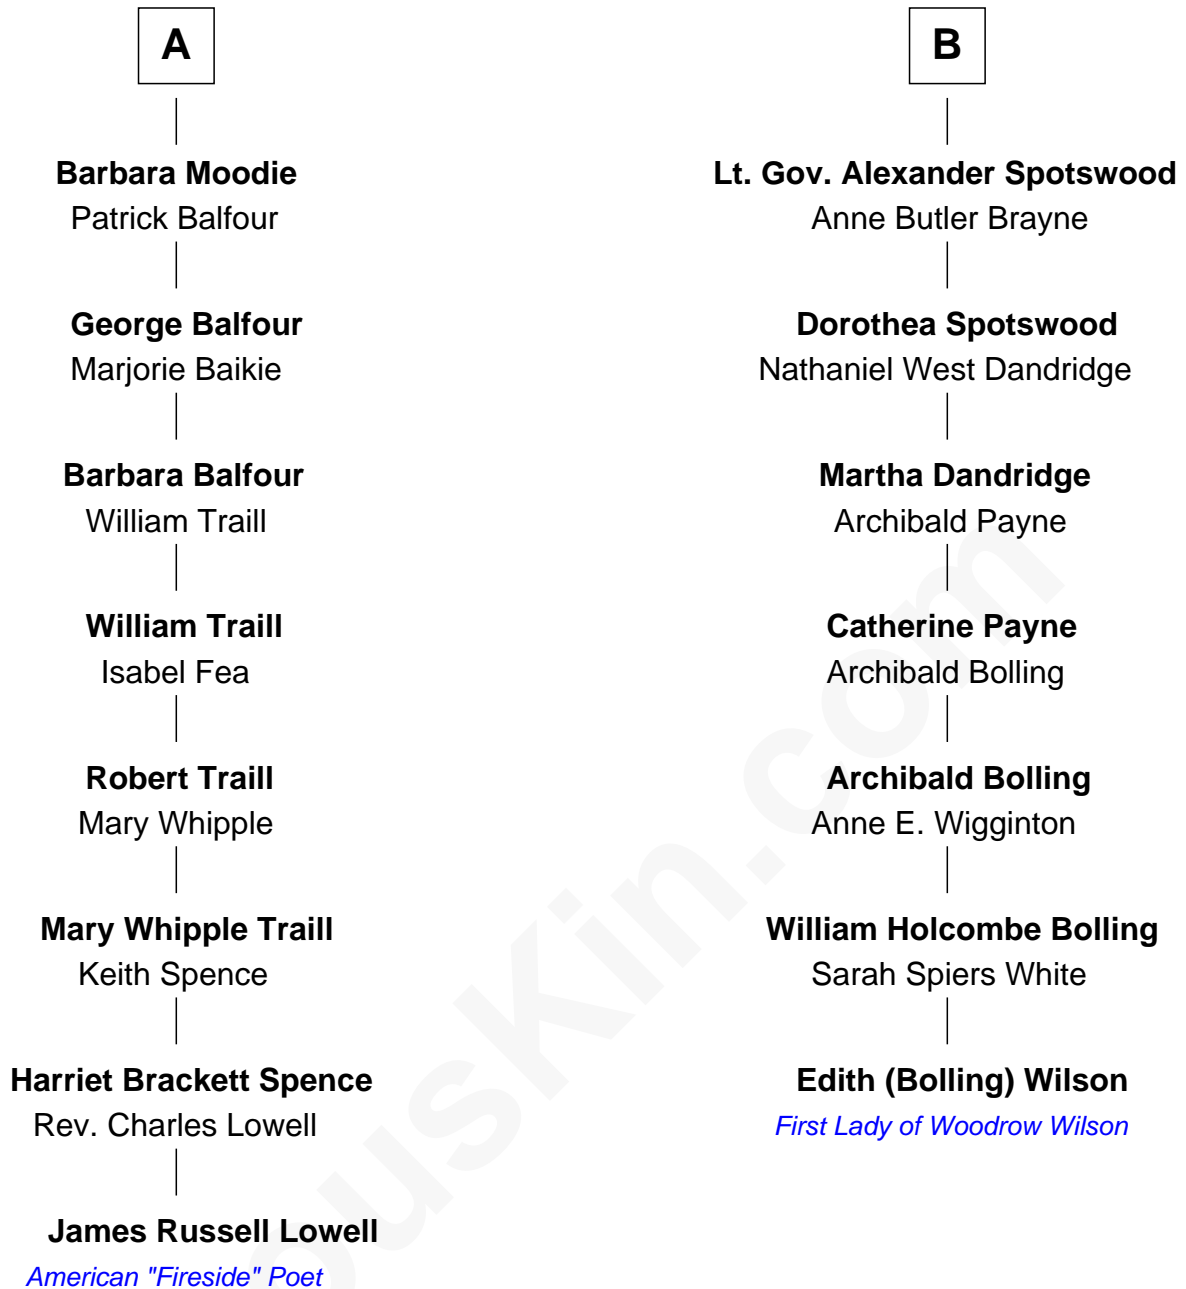 A
Barbara Moodie
Patrick Balfour
George Balfour
Marjorie Baikie
Barbara Balfour
William Traill
William Traill
Isabel Fea
Robert Traill
Mary Whipple
Mary Whipple Traill
Keith Spence
Harriet Brackett Spence
Rev. Charles Lowell
James Russell Lowell
American "Fireside" Poet
B
Lt. Gov. Alexander Spotswood
Anne Butler Brayne
Dorothea Spotswood
Nathaniel West Dandridge
Martha Dandridge
Archibald Payne
Catherine Payne
Archibald Bolling
Archibald Bolling
Anne E. Wigginton
William Holcombe Bolling
Sarah Spiers White
Edith (Bolling) Wilson
First Lady of Woodrow Wilson
ousKin.com